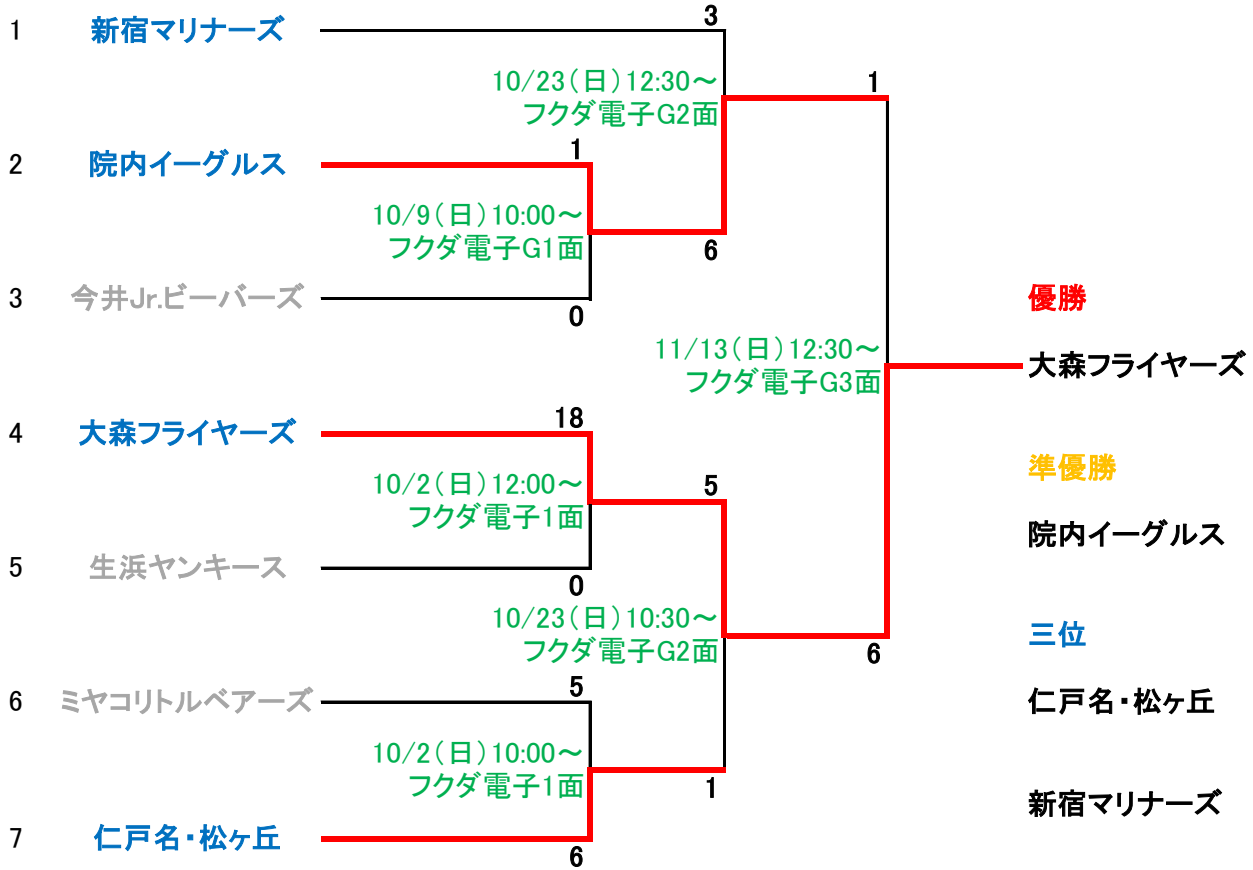 1 新宿マリナーズ 3
10/23(日)12:30～ 1
フクダ電子G2面
2 院内イーグルス 1
10/9(日)10:00～
フクダ電子G1面 6
3 今井Jr.ビーバーズ 0
優勝
11/13(日)12:30～
フクダ電子G3面
大森フライヤーズ
4 大森フライヤーズ 18
準優勝
10/2(日)12:00～ 5
フクダ電子1面
院内イーグルス
5 生浜ヤンキース 0
10/23(日)10:30～
フクダ電子G2面 6
三位
6 ミヤコリトルベアーズ 5
仁戸名・松ヶ丘
10/2(日)10:00～
フクダ電子1面 1
新宿マリナーズ
7 仁戸名・松ヶ丘 6